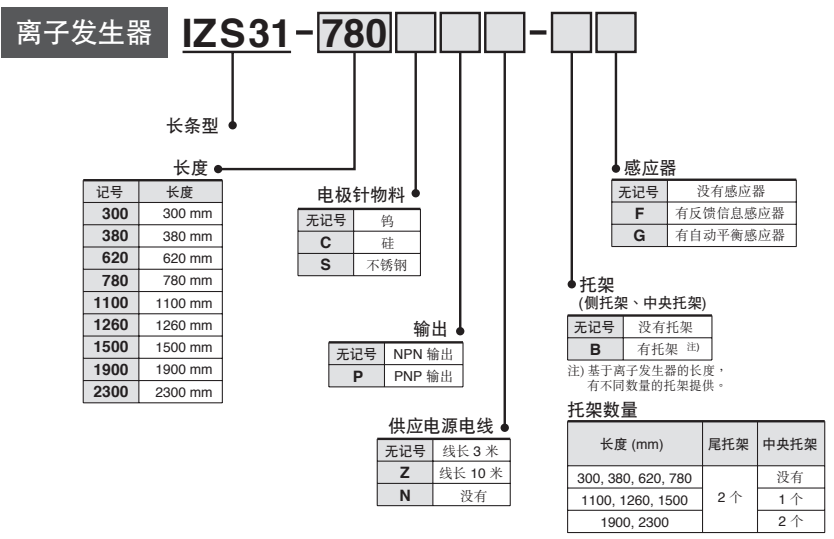 离子发生器 IZS31-780□□□-□□
长条型
长度
记号 长度
300 300 mm
380 380 mm
620 620 mm
780 780 mm
1100 1100 mm
1260 1260 mm
1500 1500 mm
1900 1900 mm
2300 2300 mm
电极针物料
无记号 钨
C 硅
S 不锈钢
输出
无记号 NPN 输出
P PNP 输出
供应电源电线
无记号 线长 3 米
Z 线长 10 米
N 没有
感应器
无记号 没有感应器
F 有反馈信息感应器
G 有自动平衡感应器
托架
(侧托架、中央托架)
无记号 没有托架
B 有托架 注)
注) 基于离子发生器的长度，
有不同数量的托架提供。
托架数量
长度 (mm) 尾托架 中央托架
300, 380, 620, 780 没有
1100, 1260, 1500 2 个 1 个
1900, 2300 2 个